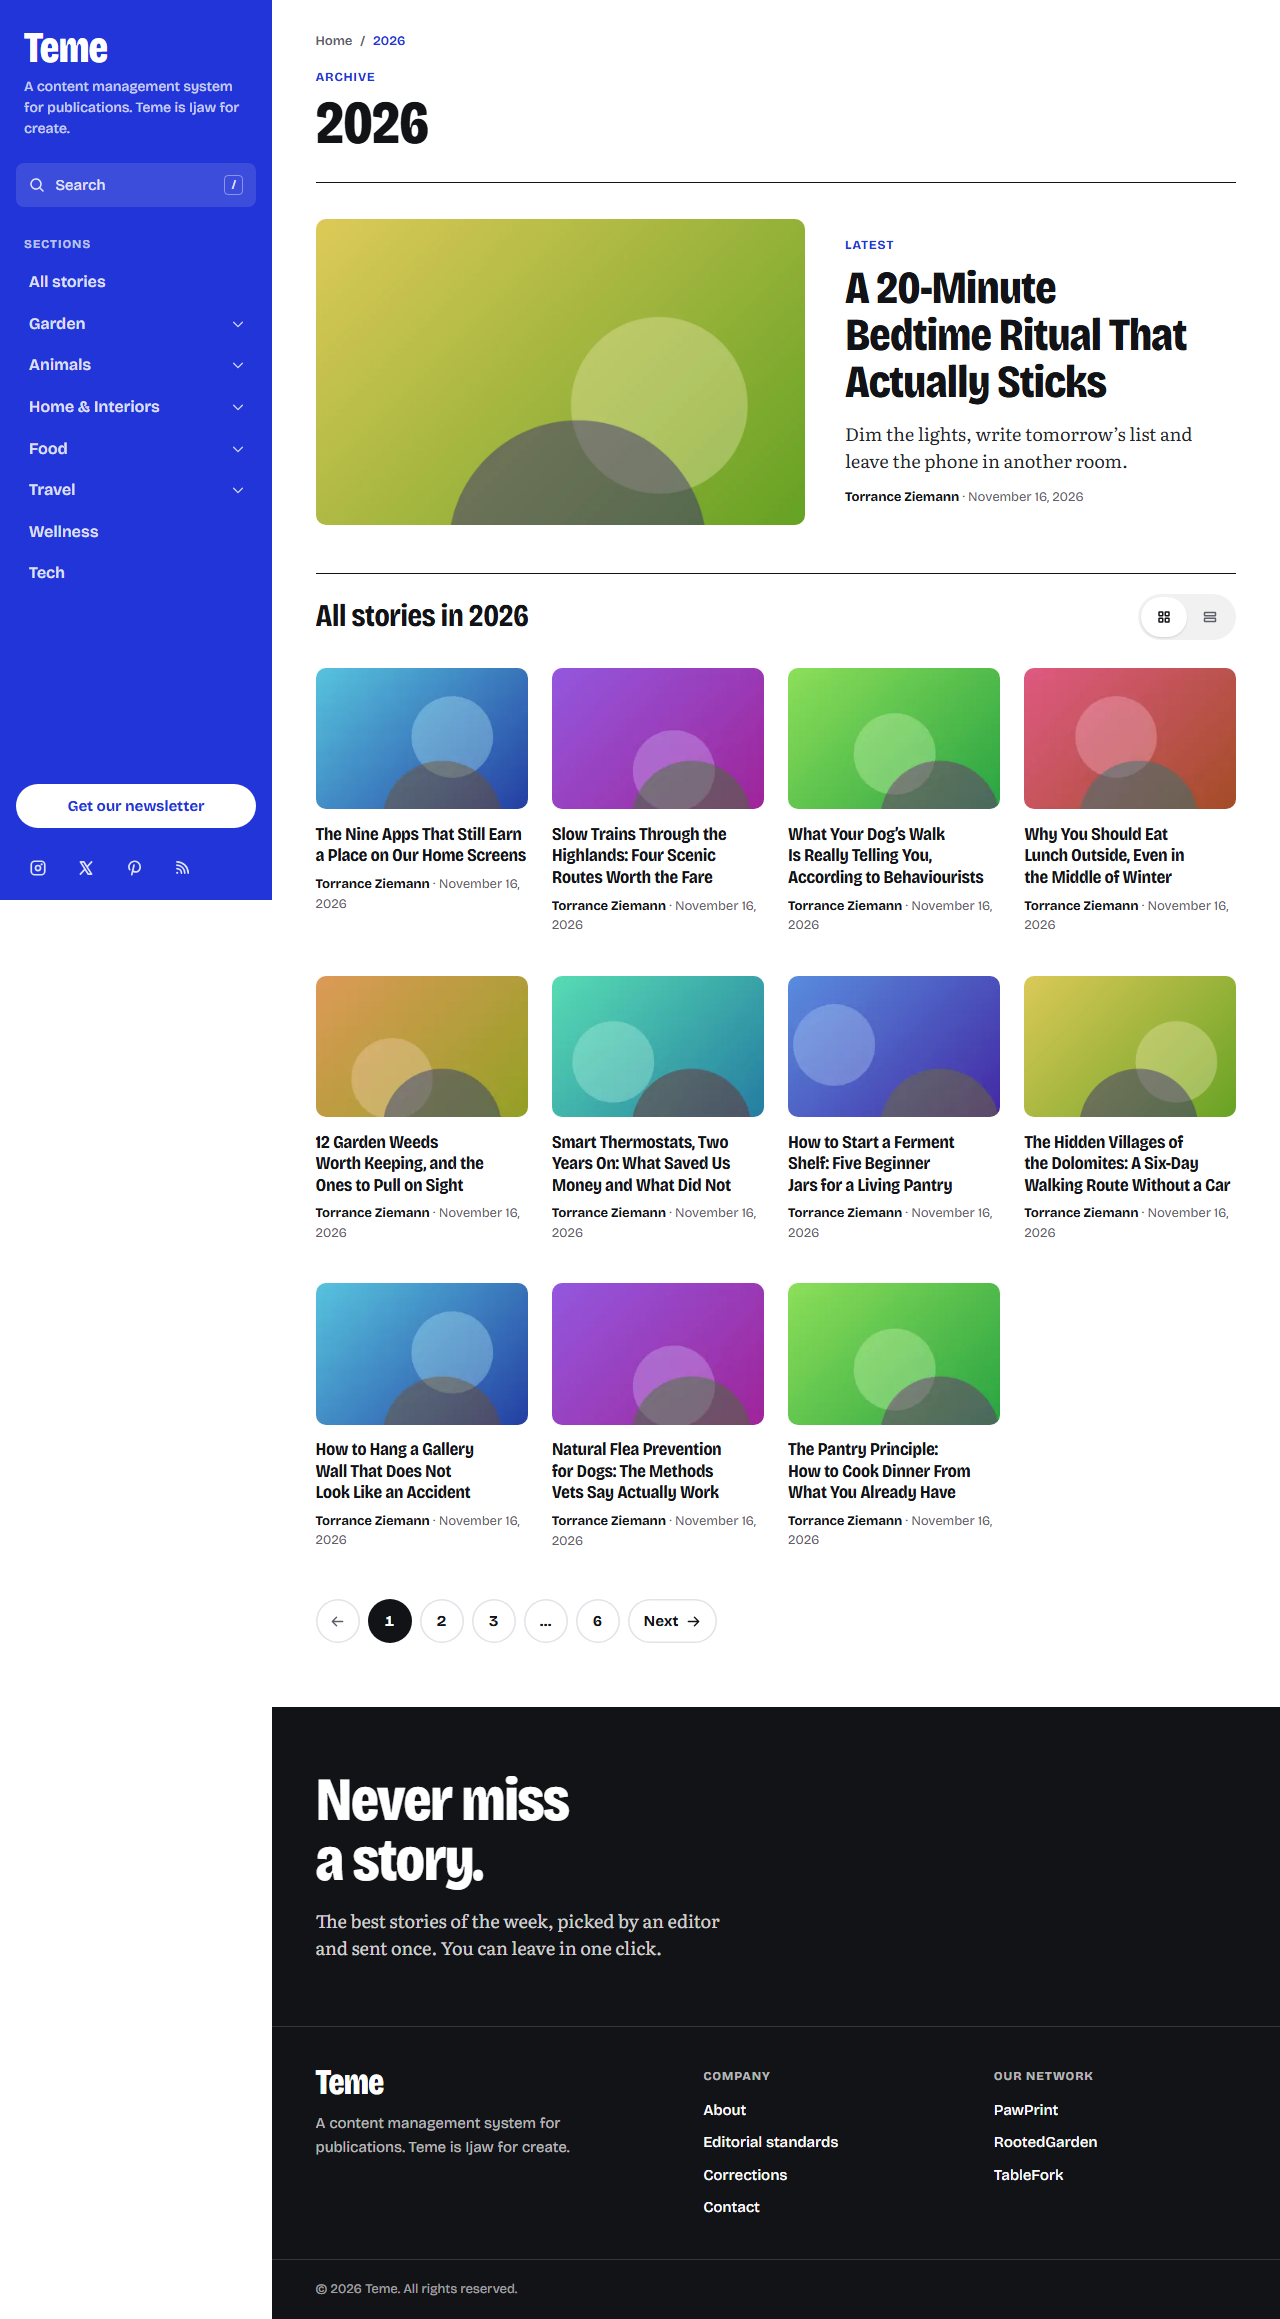 Teme
A content management system
for publications. Teme is Ijaw for
create.
Search /
SECTIONS
All stories
Garden
Animals
Home & Interiors
Food
Travel
Wellness
Tech
Get our newsletter
Home / 2026
ARCHIVE
2026
LATEST
A 20-Minute
Bedtime Ritual That
Actually Sticks
Dim the lights, write tomorrow’s list and
leave the phone in another room.
Torrance Ziemann · November 16, 2026
All stories in 2026
The Nine Apps That Still Earn
a Place on Our Home Screens
Torrance Ziemann · November 16,
2026
Slow Trains Through the
Highlands: Four Scenic
Routes Worth the Fare
Torrance Ziemann · November 16,
2026
What Your Dog’s Walk
Is Really Telling You,
According to Behaviourists
Torrance Ziemann · November 16,
2026
Why You Should Eat
Lunch Outside, Even in
the Middle of Winter
Torrance Ziemann · November 16,
2026
12 Garden Weeds
Worth Keeping, and the
Ones to Pull on Sight
Torrance Ziemann · November 16,
2026
Smart Thermostats, Two
Years On: What Saved Us
Money and What Did Not
Torrance Ziemann · November 16,
2026
How to Start a Ferment
Shelf: Five Beginner
Jars for a Living Pantry
Torrance Ziemann · November 16,
2026
The Hidden Villages of
the Dolomites: A Six-Day
Walking Route Without a Car
Torrance Ziemann · November 16,
2026
How to Hang a Gallery
Wall That Does Not
Look Like an Accident
Torrance Ziemann · November 16,
2026
Natural Flea Prevention
for Dogs: The Methods
Vets Say Actually Work
Torrance Ziemann · November 16,
2026
The Pantry Principle:
How to Cook Dinner From
What You Already Have
Torrance Ziemann · November 16,
2026
← 1 2 3 … 6 Next →
Never miss
a story.
The best stories of the week, picked by an editor
and sent once. You can leave in one click.
Teme
A content management system for
publications. Teme is Ijaw for create.
COMPANY
About
Editorial standards
Corrections
Contact
OUR NETWORK
PawPrint
RootedGarden
TableFork
© 2026 Teme. All rights reserved.